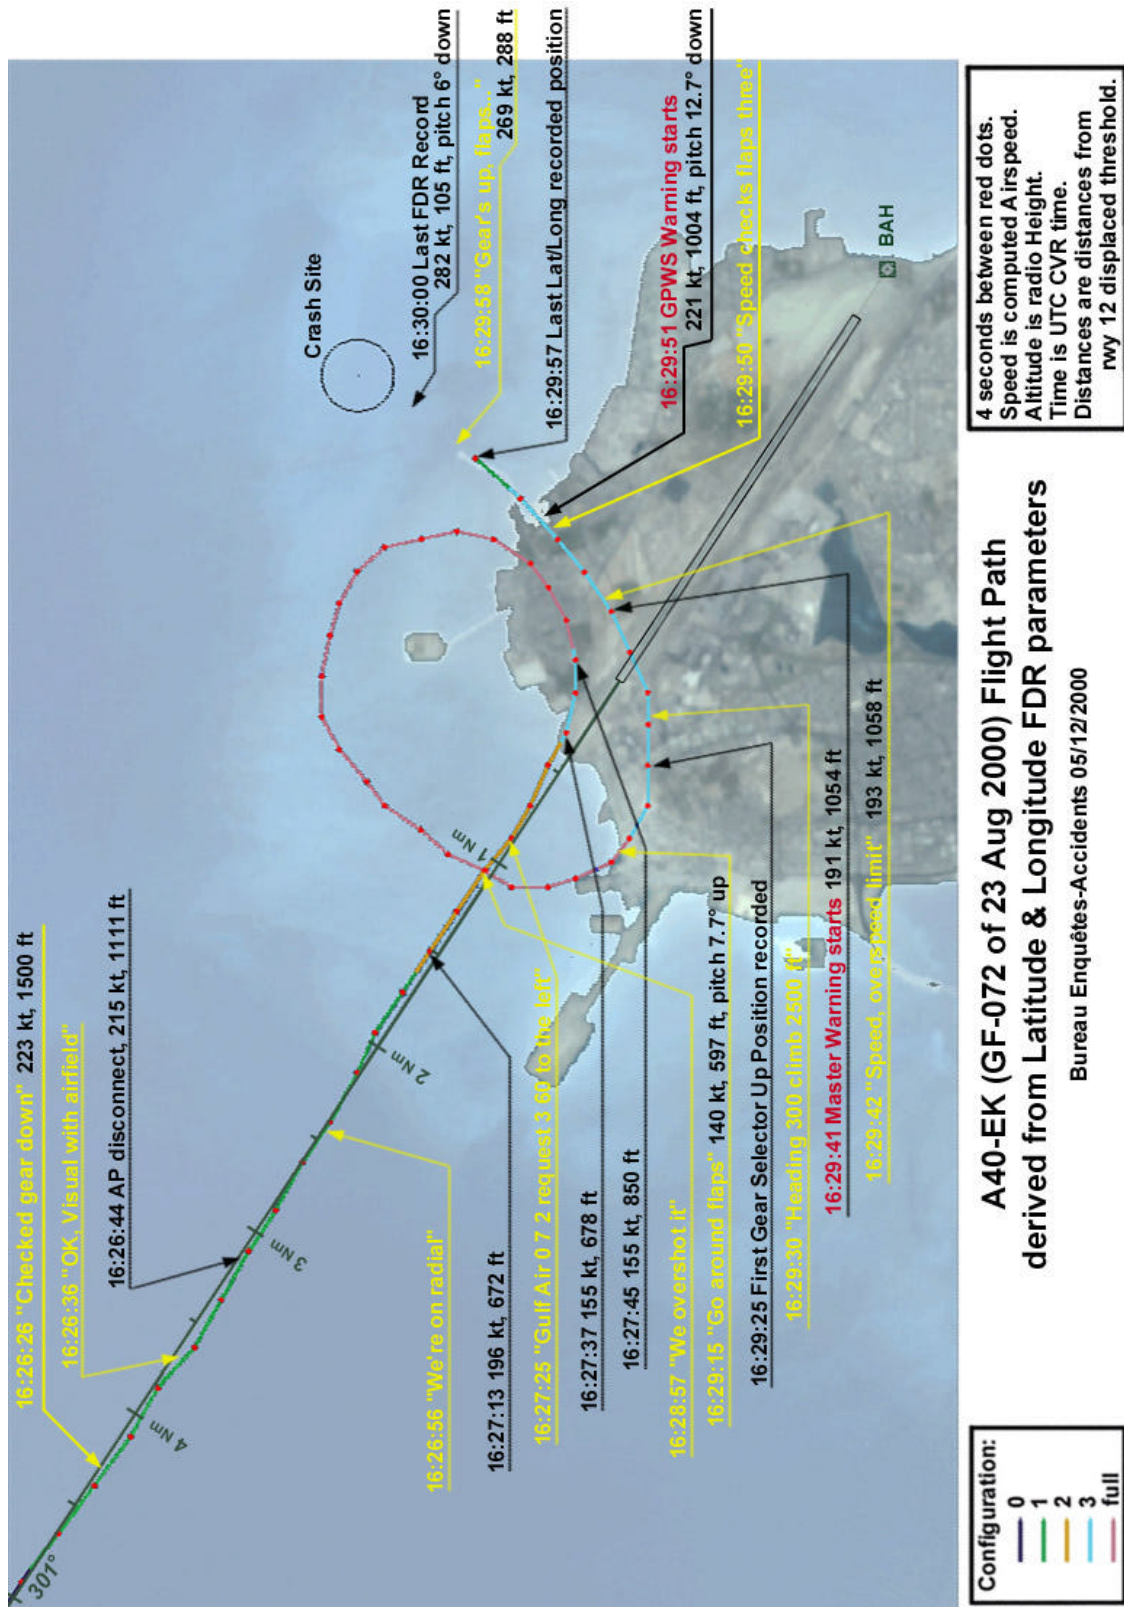 16:26:26 "Checked gear down" 223 kt, 1500 ft
16:26:36 "OK, Visual with airfield"
16:26:44 AP disconnect, 215 kt, 1111 ft
Crash Site
16:30:00 Last FDR Record
282 kt, 105 ft, pitch 6° down
16:29:58 "Gear's up, flaps..."
269 kt, 288 ft
16:29:57 Last Lat/Long recorded position
16:29:51 GPWS Warning starts
221 kt, 1004 ft, pitch 12.7° down
16:29:50 "Speed checks flaps three"
301°
4 Nm
3 Nm
2 Nm
1 Nm
BAH
16:26:56 "We're on radial"
16:27:13 196 kt, 672 ft
16:27:25 "Gulf Air 0 7 2 request 3 60 to the left"
16:27:37 155 kt, 678 ft
16:27:45 155 kt, 850 ft
16:28:57 "We overshot it"
16:29:15 "Go around flaps" 140 kt, 597 ft, pitch 7.7° up
16:29:25 First Gear Selector Up Position recorded
16:29:30 "Heading 300 climb 2500 ft"
16:29:41 Master Warning starts 191 kt, 1054 ft
16:29:42 "Speed, overspeed limit" 193 kt, 1058 ft
Configuration:
0
1
2
3
full
A40-EK (GF-072 of 23 Aug 2000) Flight Path
derived from Latitude & Longitude FDR parameters
Bureau Enquêtes-Accidents 05/12/2000
4 seconds between red dots.
Speed is computed Airspeed.
Altitude is radio Height.
Time is UTC CVR time.
Distances are distances from
rwy 12 displaced threshold.